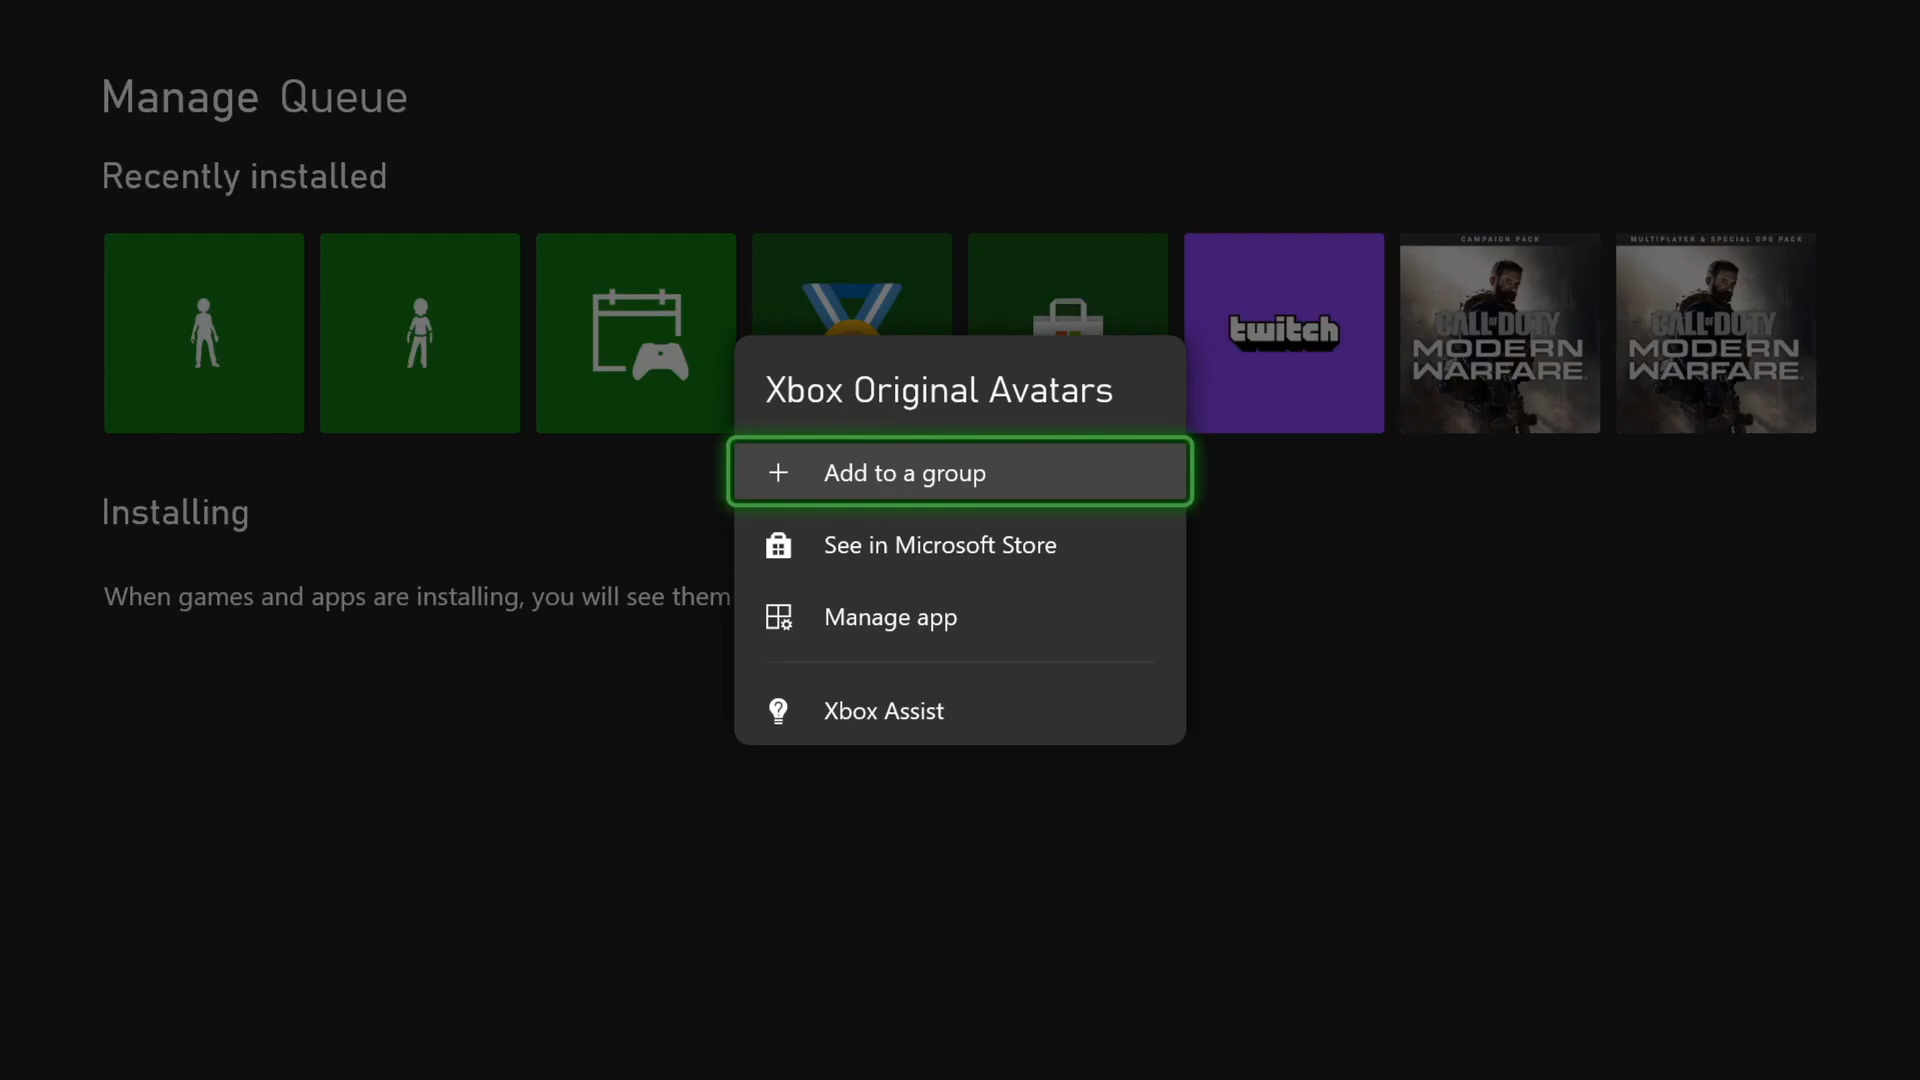 Manage Queue
Recently installed
twitch
CAMPAIGN PACK
CALL OF DUTY
MODERN
WARFARE
MULTIPLAYER & SPECIAL OPS PACK
CALL OF DUTY
MODERN
WARFARE
Xbox Original Avatars
Add to a group
See in Microsoft Store
Manage app
Xbox Assist
Installing
When games and apps are installing, you will see them